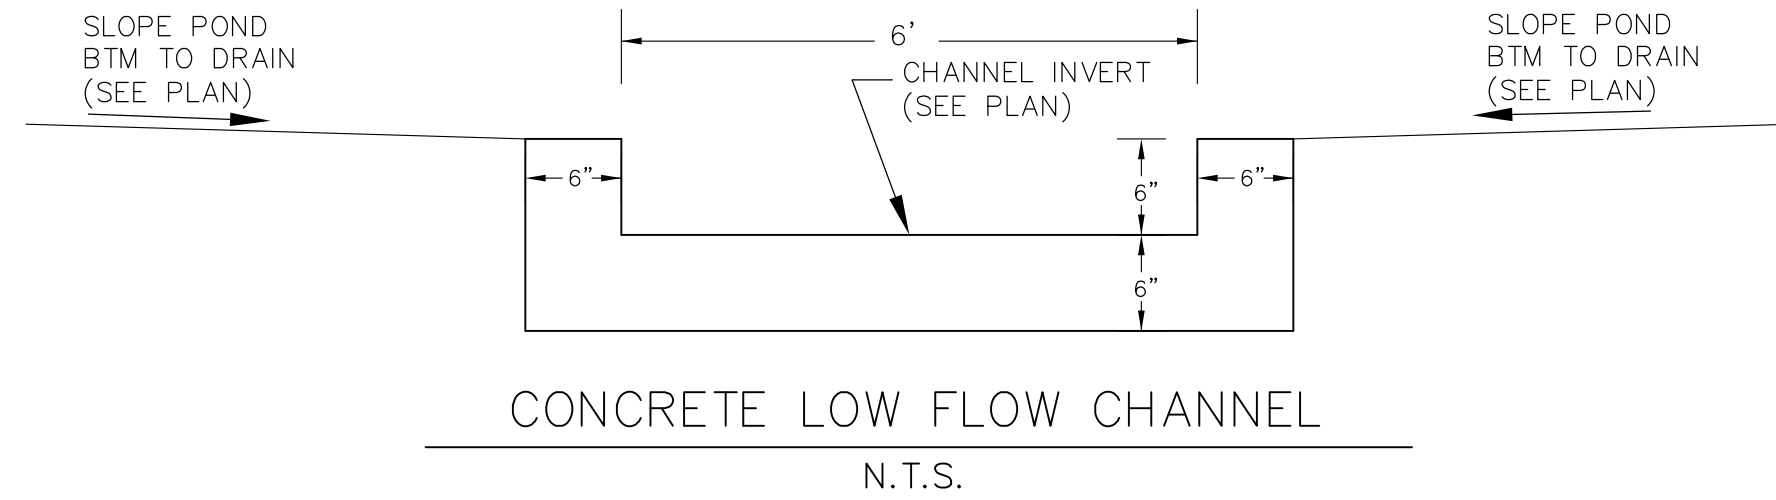 SLOPE POND
BTM TO DRAIN
(SEE PLAN)
6'
CHANNEL INVERT
(SEE PLAN)
SLOPE POND
BTM TO DRAIN
(SEE PLAN)
6"
6"
6"
6"
CONCRETE LOW FLOW CHANNEL
N.T.S.